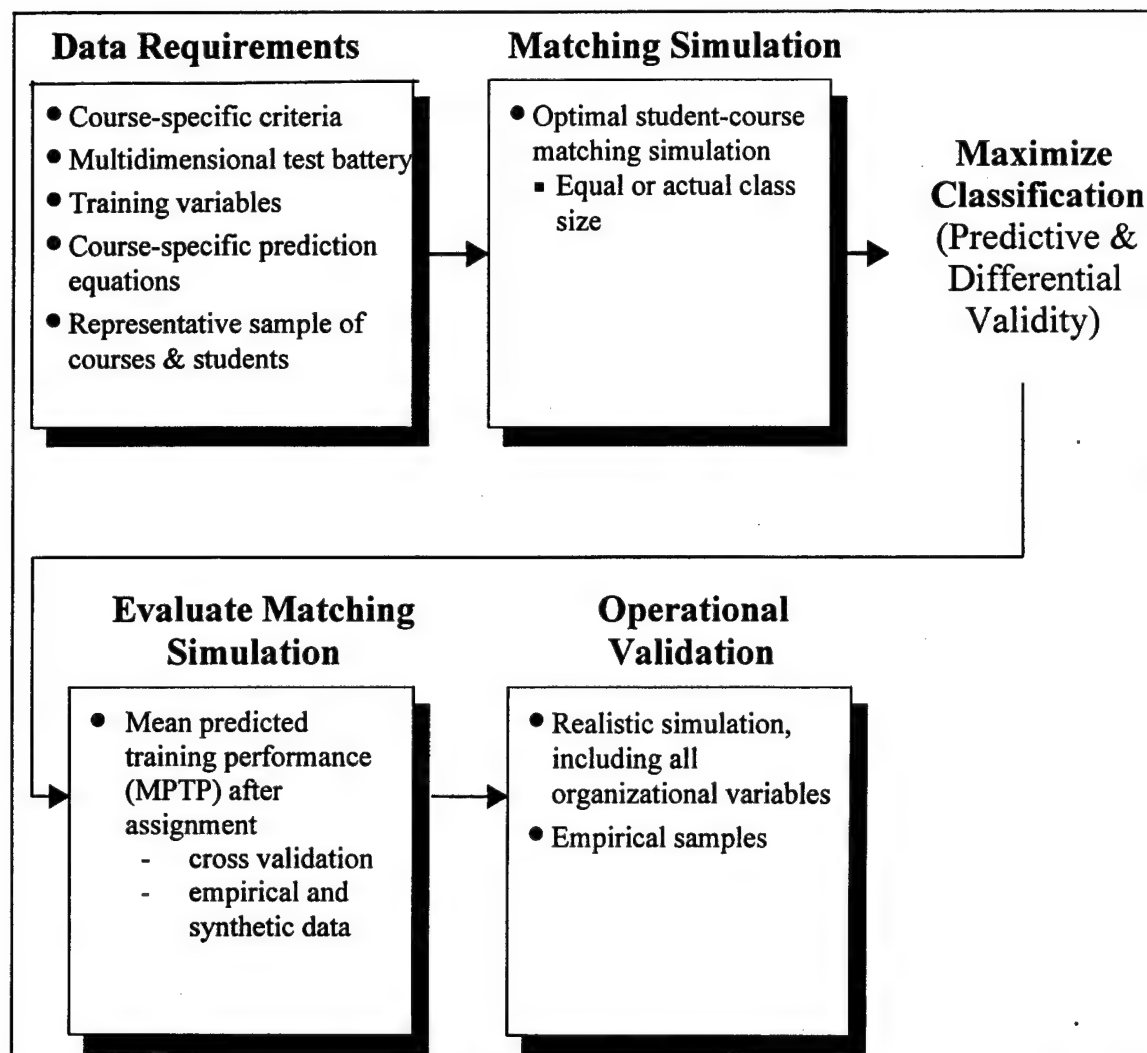 Data Requirements
● Course-specific criteria
● Multidimensional test battery
● Training variables
● Course-specific prediction
equations
● Representative sample of
courses & students
Matching Simulation
● Optimal student-course
matching simulation
▪ Equal or actual class
size
Maximize
Classification
(Predictive &
Differential
Validity)
Evaluate Matching
Simulation
● Mean predicted
training performance
(MPTP) after
assignment
- cross validation
- empirical and
synthetic data
Operational
Validation
● Realistic simulation,
including all
organizational variables
● Empirical samples